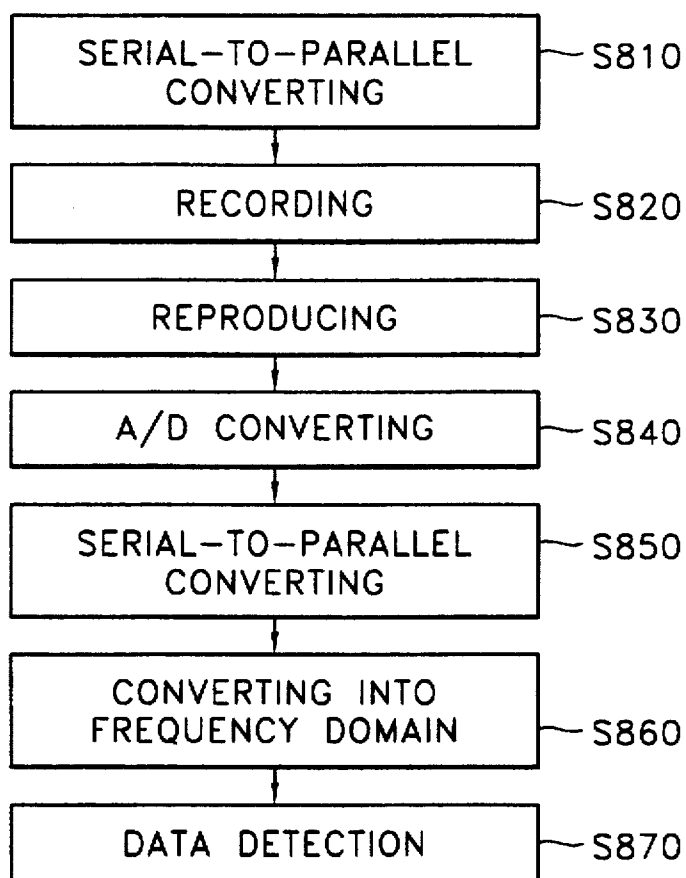 SERIAL-TO-PARALLEL
CONVERTING
S810
RECORDING
S820
REPRODUCING
S830
A/D CONVERTING
S840
SERIAL-TO-PARALLEL
CONVERTING
S850
CONVERTING INTO
FREQUENCY DOMAIN
S860
DATA DETECTION
S870